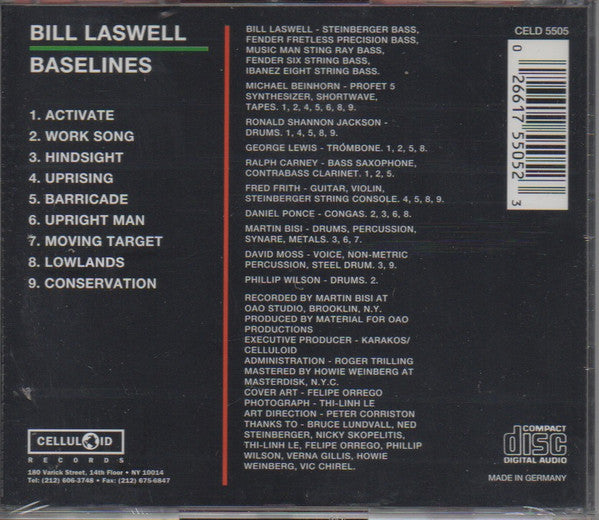 BILL LASWELL
BASELINES
1. ACTIVATE
2. WORK SONG
3. HINDSIGHT
4. UPRISING
5. BARRICADE
6. UPRIGHT MAN
7. MOVING TARGET
8. LOWLANDS
9. CONSERVATION
CELLULOID
RECORDS
180 Varick Street, 14th Floor • NY 10014
Tel: (212) 606-3748 • Fax: (212) 675-6847
BILL LASWELL - STEINBERGER BASS,
FENDER FRETLESS PRECISION BASS,
MUSIC MAN STING RAY BASS,
FENDER SIX STRING BASS,
IBANEZ EIGHT STRING BASS.
MICHAEL BEINHORN - PROFET 5
SYNTHESIZER, SHORTWAVE,
TAPES. 1, 2, 4, 5, 6, 8, 9.
RONALD SHANNON JACKSON -
DRUMS. 1, 4, 5, 8, 9.
GEORGE LEWIS - TROMBONE. 1, 2, 5, 8.
RALPH CARNEY - BASS SAXOPHONE,
CONTRABASS CLARINET. 1, 2, 5.
FRED FRITH - GUITAR, VIOLIN,
STEINBERGER STRING CONSOLE. 4, 5, 8, 9.
DANIEL PONCE - CONGAS. 2, 3, 6, 8.
MARTIN BISI - DRUMS, PERCUSSION,
SYNARE, METALS. 3, 6, 7.
DAVID MOSS - VOICE, NON-METRIC
PERCUSSION, STEEL DRUM. 3, 9.
PHILLIP WILSON - DRUMS. 2.
RECORDED BY MARTIN BISI AT
OAO STUDIO, BROOKLIN, N.Y.
PRODUCED BY MATERIAL FOR OAO
PRODUCTIONS
EXECUTIVE PRODUCER - KARAKOS/
CELLULOID
ADMINISTRATION - ROGER TRILLING
MASTERED BY HOWIE WEINBERG AT
MASTERDISK, N.Y.C.
COVER ART - FELIPE ORREGO
PHOTOGRAPH - THI-LINH LE
ART DIRECTION - PETER CORRISTON
THANKS TO - BRUCE LUNDVALL, NED
STEINBERGER, NICKY SKOPELITIS,
THI-LINH LE, FELIPE ORREGO, PHILLIP
WILSON, VERNA GILLIS, HOWIE
WEINBERG, VIC CHIREL.
CELD 5505
0 26617 55052 3
COMPACT
disc
DIGITAL AUDIO
MADE IN GERMANY